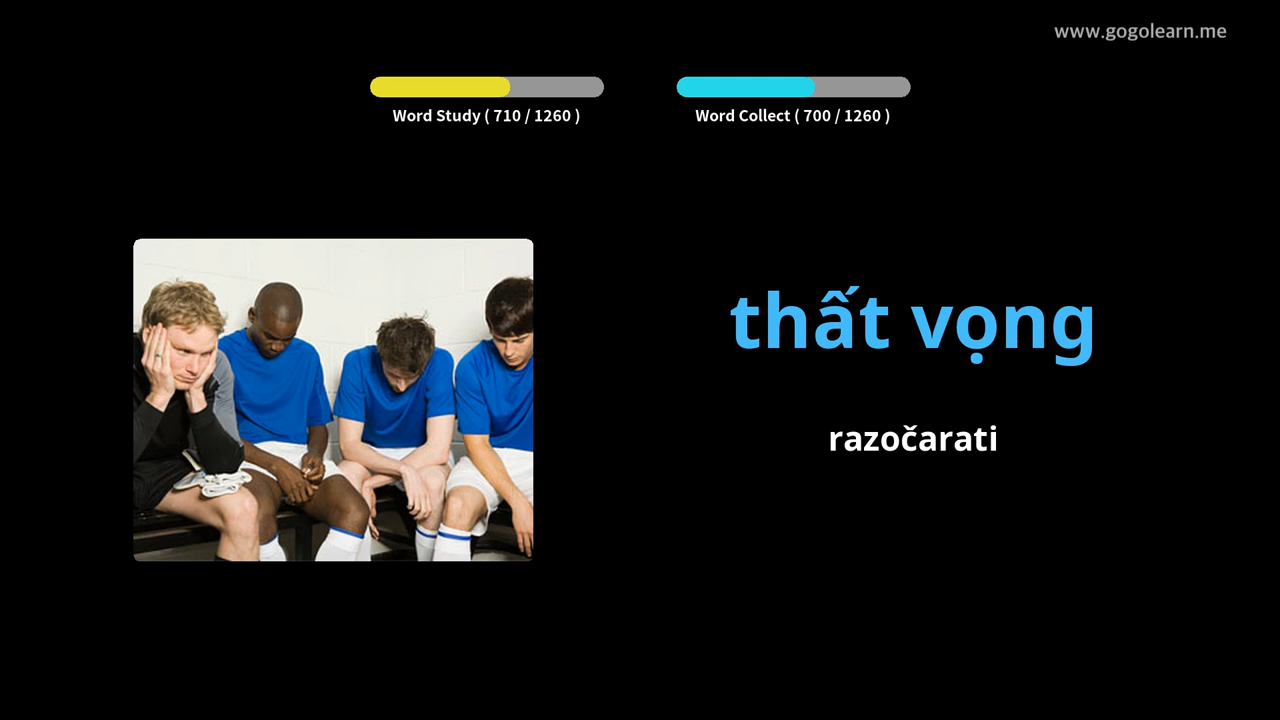 www.gogolearn.me
Word Study ( 710 / 1260 )
Word Collect ( 700 / 1260 )
thất vọng
razočarati